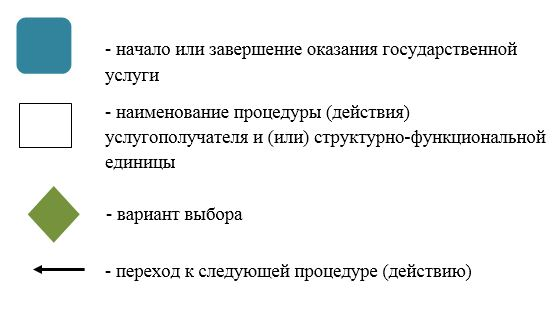 - начало или завершение оказания государственной
услуги
- наименование процедуры (действия)
услугополучателя и (или) структурно-функциональной
единицы
- вариант выбора
- переход к следующей процедуре (действию)